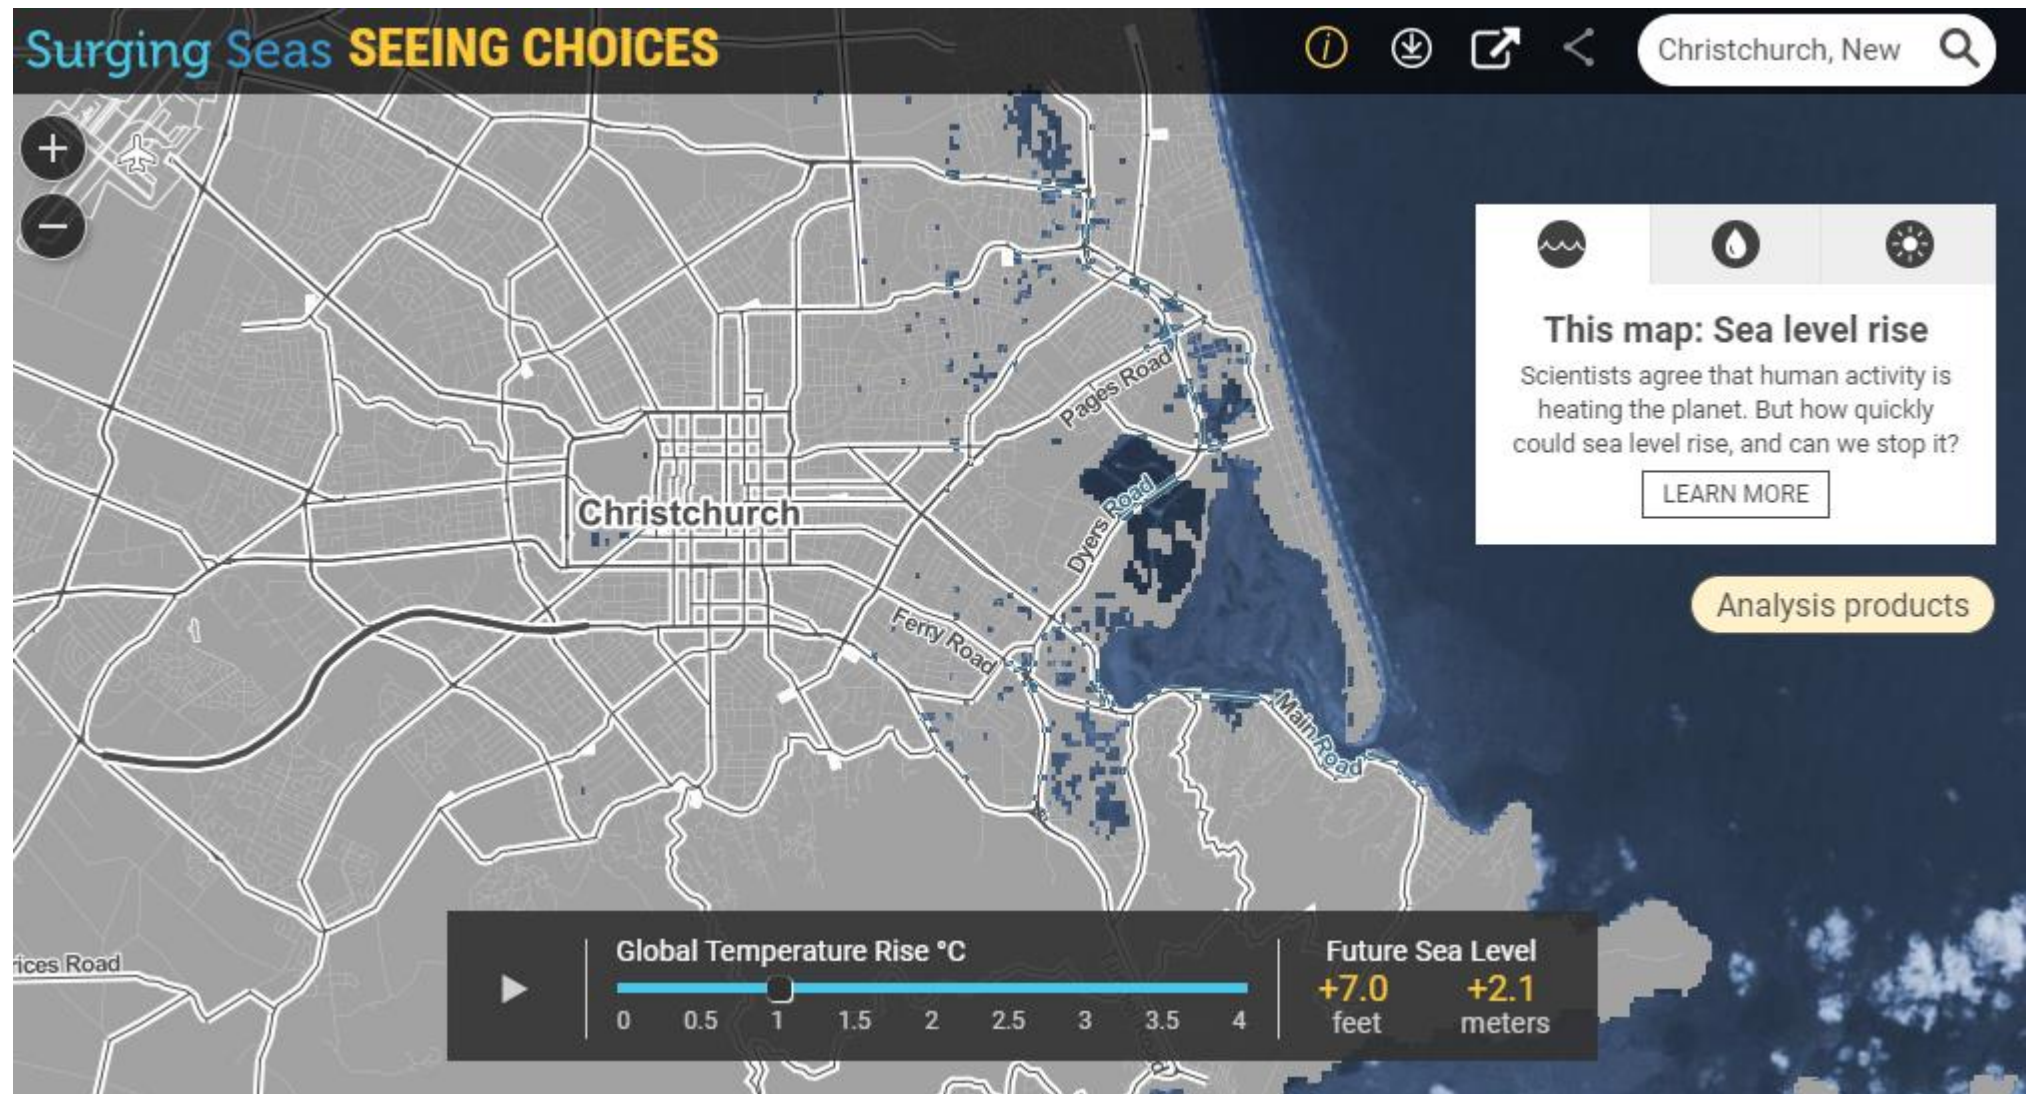 Surging Seas SEEING CHOICES
Christchurch, New
+
−
This map: Sea level rise
Scientists agree that human activity is
heating the planet. But how quickly
could sea level rise, and can we stop it?
LEARN MORE
Analysis products
Pages Road
Christchurch
Dyers Road
Ferry Road
Main Road
rices Road
Global Temperature Rise °C
0 0.5 1 1.5 2 2.5 3 3.5 4
Future Sea Level
+7.0 +2.1
feet meters